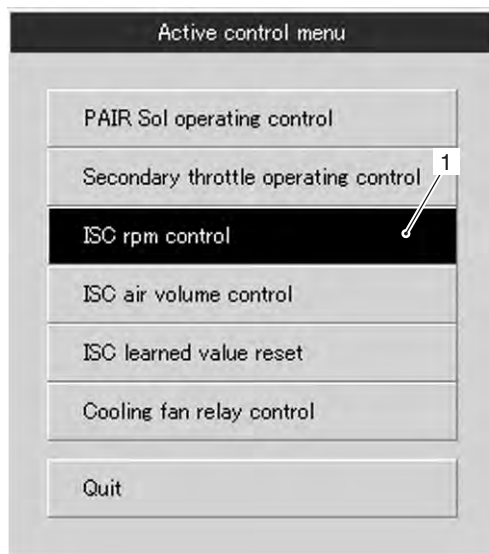 Active control menu
PAIR Sol operating control
Secondary throttle operating control
1
ISC rpm control
ISC air volume control
ISC learned value reset
Cooling fan relay control
Quit